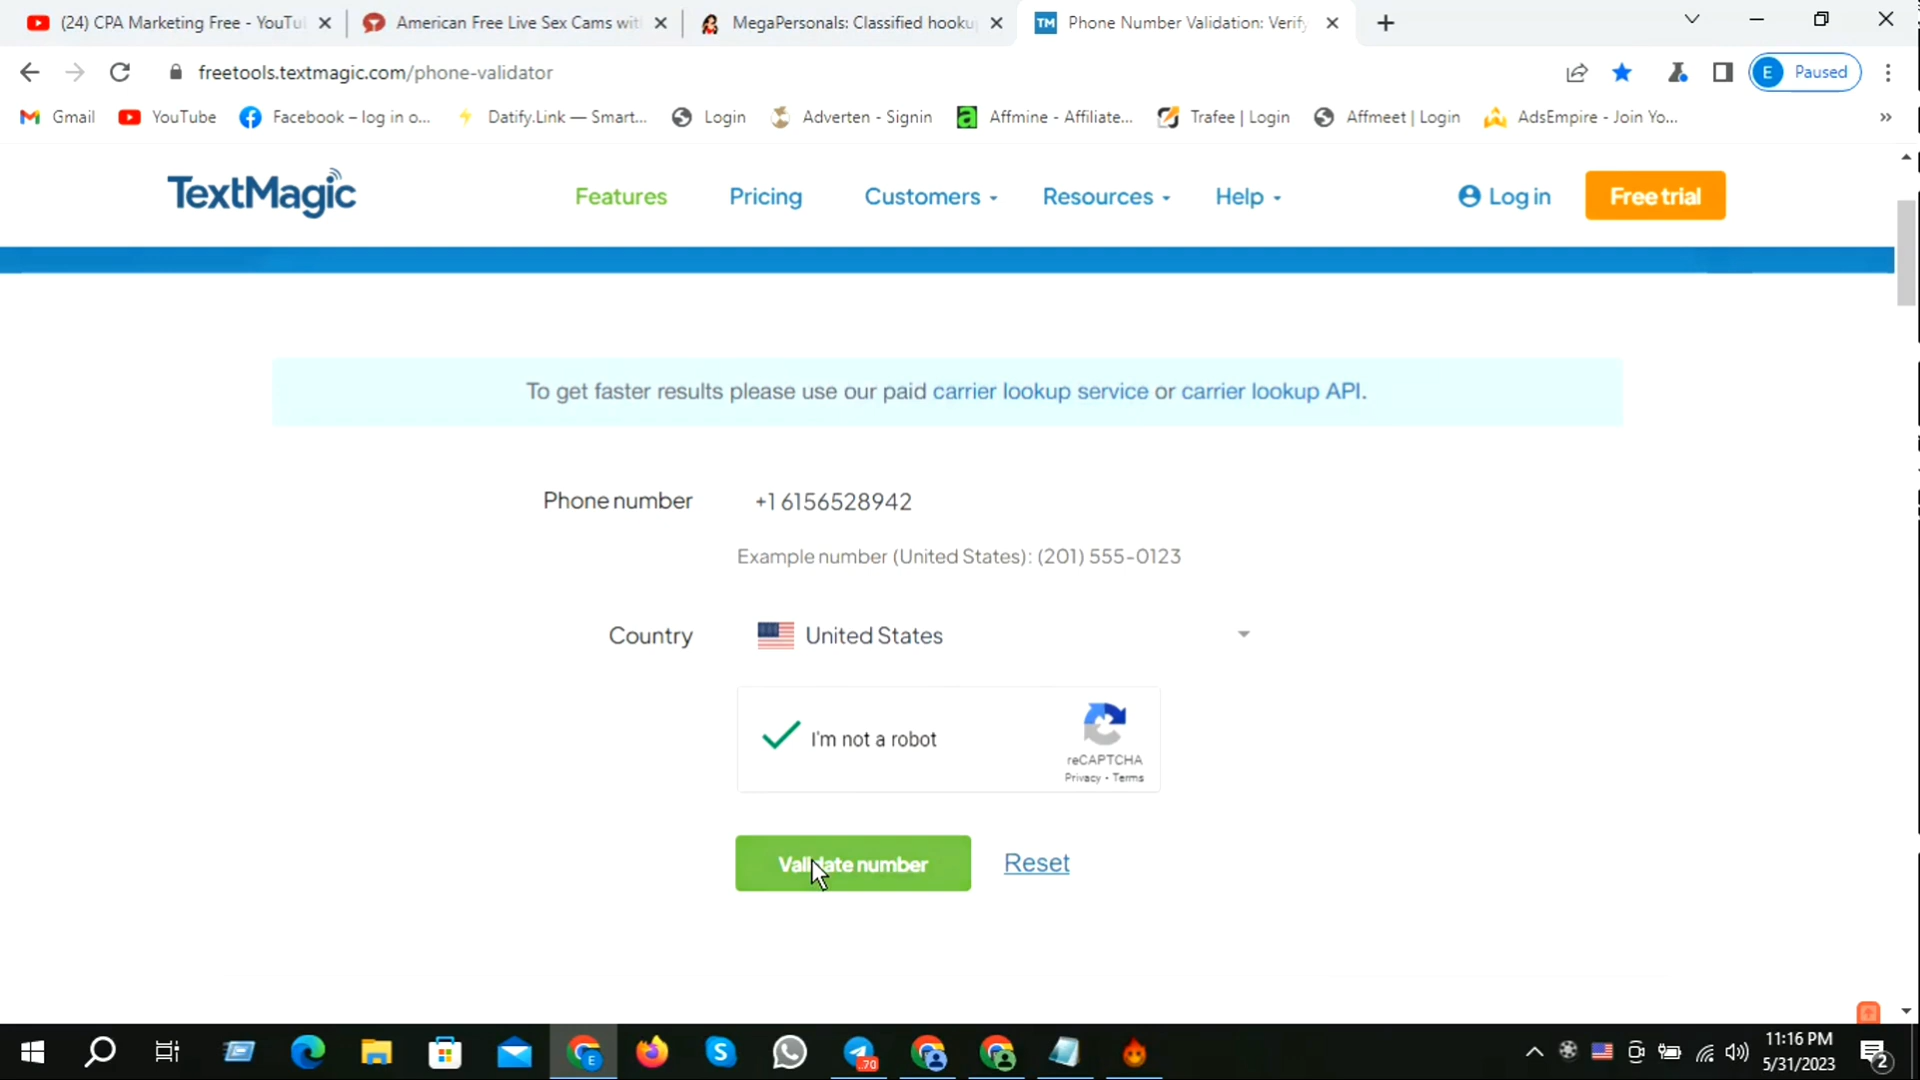 (24) CPA Marketing Free - YouTu
American Free Live Sex Cams wit
MegaPersonals: Classified hooku
TM Phone Number Validation: Verify
freetools.textmagic.com/phone-validator
E Paused
Gmail
YouTube
Facebook – log in o...
Datify.Link — Smart...
Login
Adverten - Signin
Affmine - Affiliate...
Trafee | Login
Affmeet | Login
AdsEmpire - Join Yo...
»
TextMagic
Features
Pricing
Customers
Resources
Help
Log in
Free trial
To get faster results please use our paid carrier lookup service or carrier lookup API.
Phone number +1 6156528942
Example number (United States): (201) 555-0123
Country United States
I'm not a robot
reCAPTCHA
Privacy - Terms
Validate number Reset
E
70
11:16 PM
5/31/2023
2